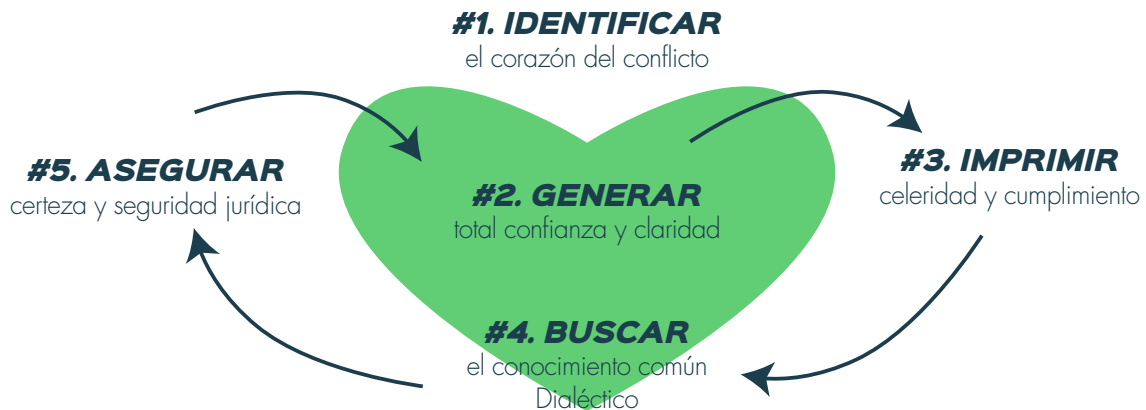 #1. IDENTIFICAR
el corazón del conflicto
#2. GENERAR
total confianza y claridad
#3. IMPRIMIR
celeridad y cumplimiento
#4. BUSCAR
el conocimiento común
Dialéctico
#5. ASEGURAR
certeza y seguridad jurídica